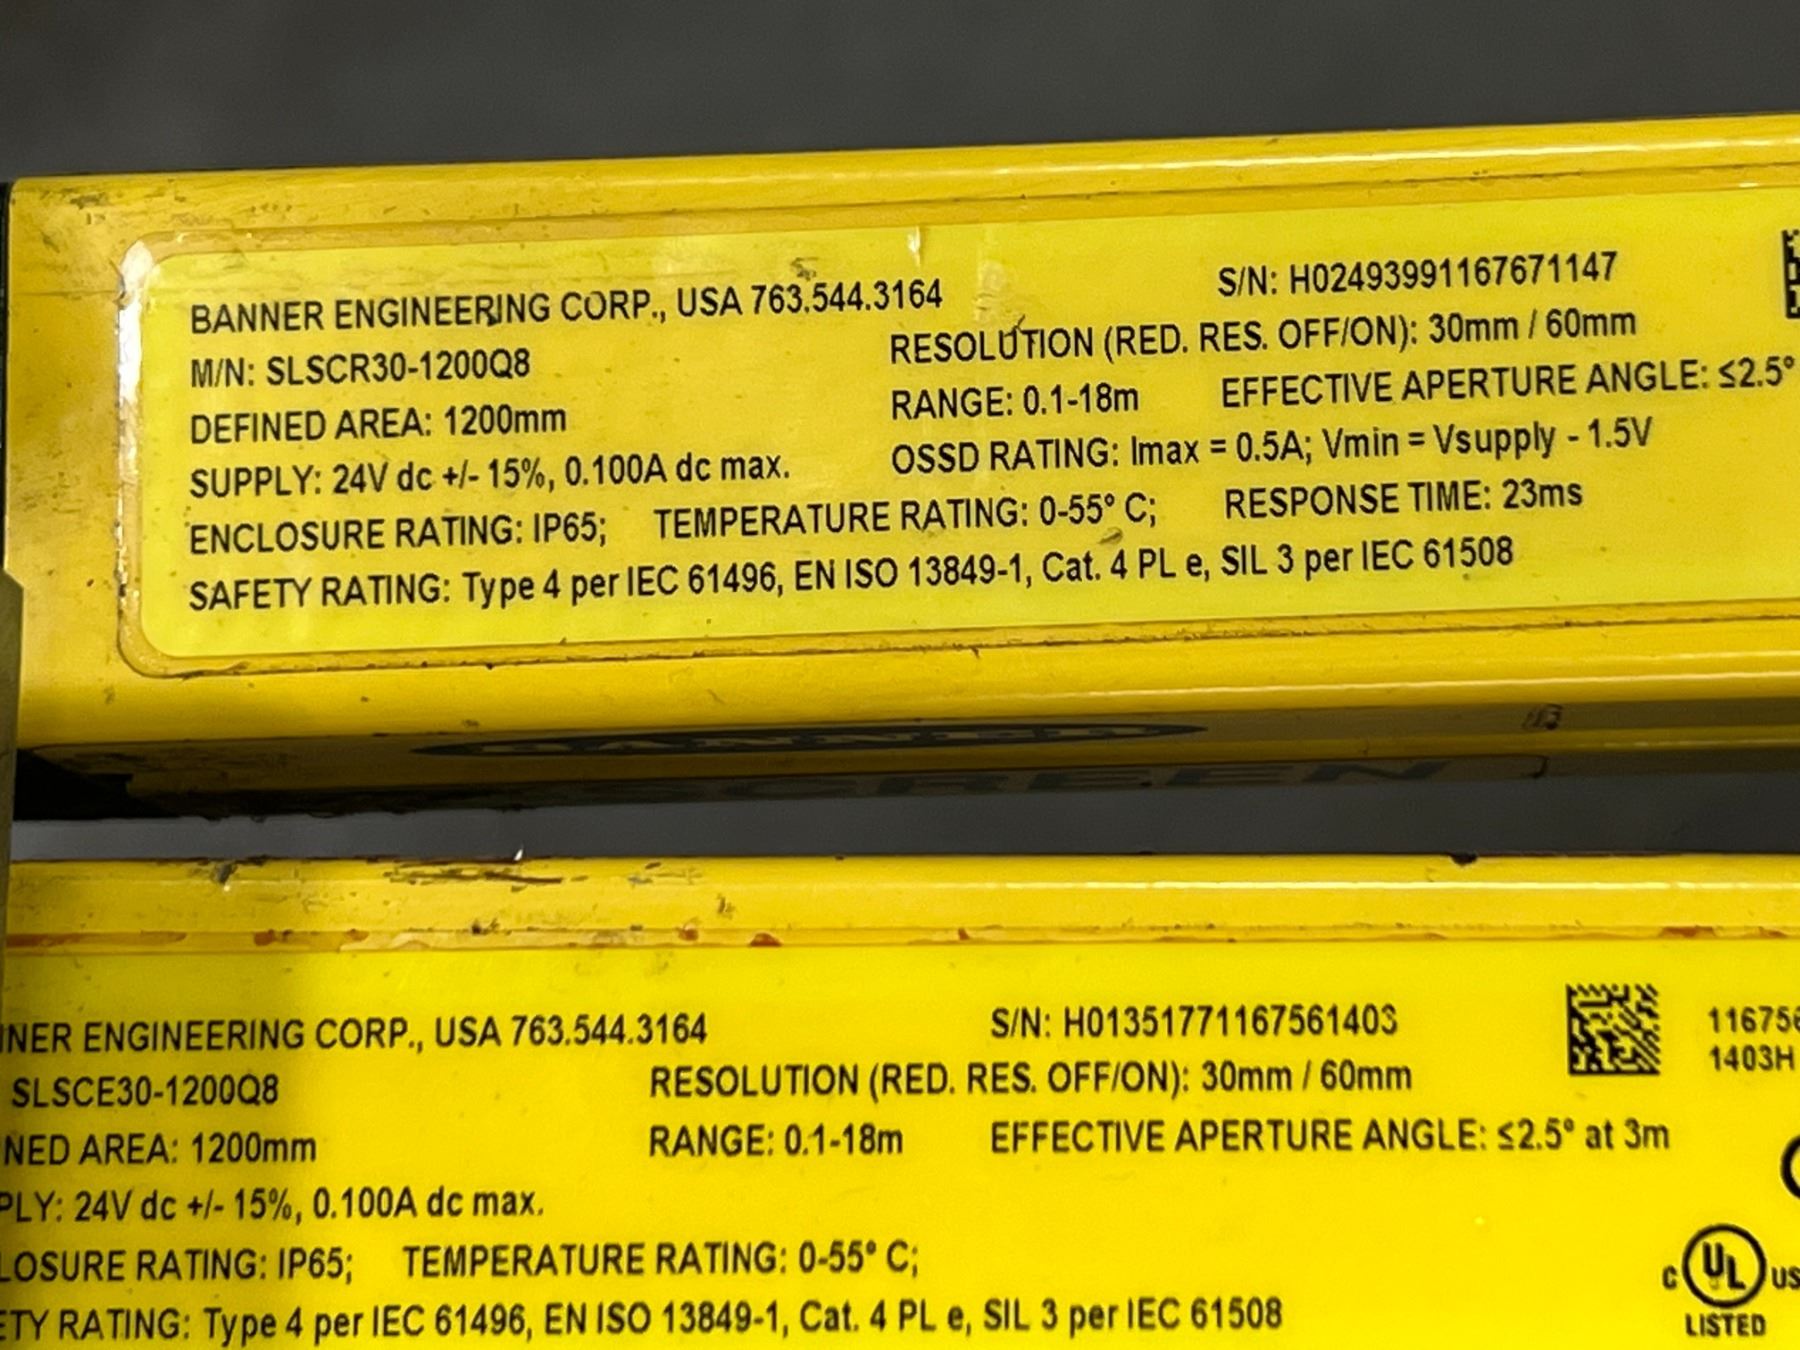 BANNER ENGINEERING CORP., USA 763.544.3164 S/N: H02493991167671147
M/N: SLSCR30-1200Q8 RESOLUTION (RED. RES. OFF/ON): 30mm / 60mm
DEFINED AREA: 1200mm RANGE: 0.1-18m EFFECTIVE APERTURE ANGLE: ≤2.5°
SUPPLY: 24V dc +/- 15%, 0.100A dc max. OSSD RATING: Imax = 0.5A; Vmin = Vsupply - 1.5V
ENCLOSURE RATING: IP65; TEMPERATURE RATING: 0-55° C; RESPONSE TIME: 23ms
SAFETY RATING: Type 4 per IEC 61496, EN ISO 13849-1, Cat. 4 PL e, SIL 3 per IEC 61508
BANNER
SCREEN
NNER ENGINEERING CORP., USA 763.544.3164 S/N: H01351771167561403 11675
1403H
SLSCE30-1200Q8 RESOLUTION (RED. RES. OFF/ON): 30mm / 60mm
NED AREA: 1200mm RANGE: 0.1-18m EFFECTIVE APERTURE ANGLE: ≤2.5° at 3m
PLY: 24V dc +/- 15%, 0.100A dc max.
LOSURE RATING: IP65; TEMPERATURE RATING: 0-55° C;
ETY RATING: Type 4 per IEC 61496, EN ISO 13849-1, Cat. 4 PL e, SIL 3 per IEC 61508
C UL US
LISTED